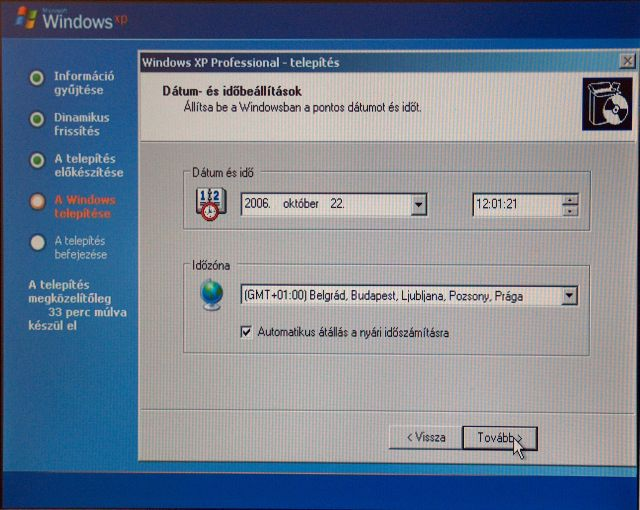 Microsoft
Windows xp
Információ
gyűjtése
Dinamikus
frissítés
A telepítés
előkészítése
A Windows
telepítése
A telepítés
befejezése
A telepítés
megközelítőleg
33 perc múlva
készül el
Windows XP Professional - telepítés
Dátum- és időbeállítások
Állítsa be a Windowsban a pontos dátumot és időt.
Dátum és idő
2006. október 22.
12:01:21
Időzóna
(GMT+01:00) Belgrád, Budapest, Ljubljana, Pozsony, Prága
Automatikus átállás a nyári időszámításra
< Vissza
Tovább >